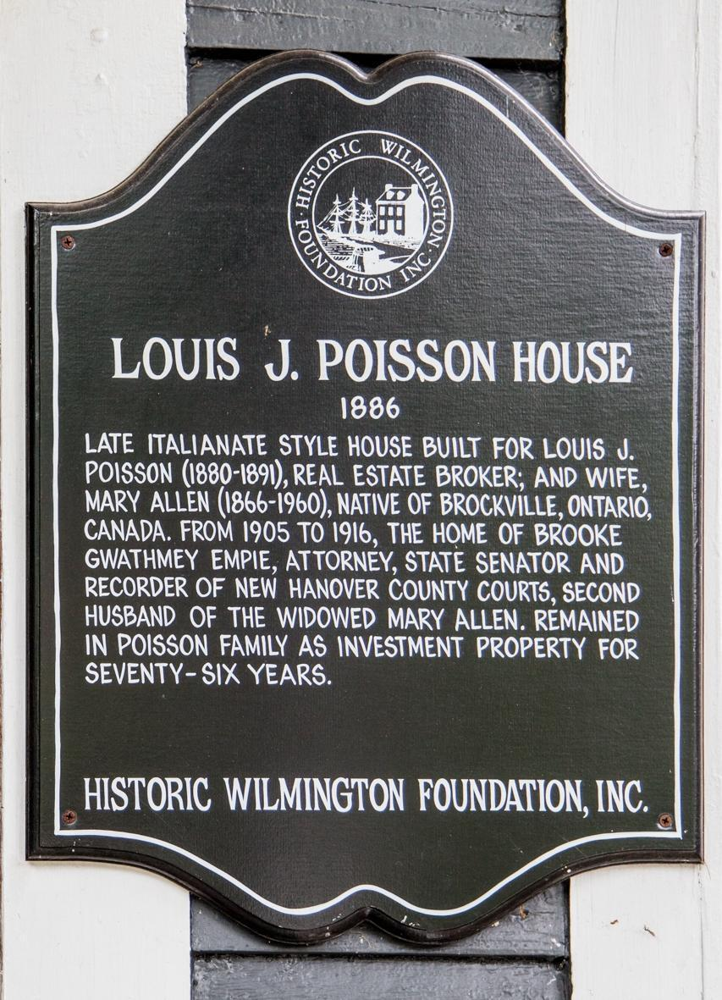 HISTORIC WILMINGTON
FOUNDATION INC
LOUIS J. POISSON HOUSE
1886
LATE ITALIANATE STYLE HOUSE BUILT FOR LOUIS J.
POISSON (1880-1891), REAL ESTATE BROKER; AND WIFE,
MARY ALLEN (1866-1960), NATIVE OF BROCKVILLE, ONTARIO,
CANADA. FROM 1905 TO 1916, THE HOME OF BROOKE
GWATHMEY EMPIE, ATTORNEY, STATE SENATOR AND
RECORDER OF NEW HANOVER COUNTY COURTS, SECOND
HUSBAND OF THE WIDOWED MARY ALLEN. REMAINED
IN POISSON FAMILY AS INVESTMENT PROPERTY FOR
SEVENTY-SIX YEARS.
HISTORIC WILMINGTON FOUNDATION, INC.